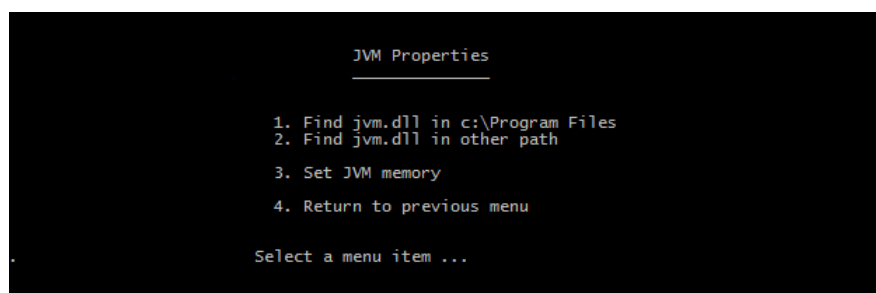 JVM Properties
1. Find jvm.dll in c:\Program Files
2. Find jvm.dll in other path
3. Set JVM memory
4. Return to previous menu
. Select a menu item ...